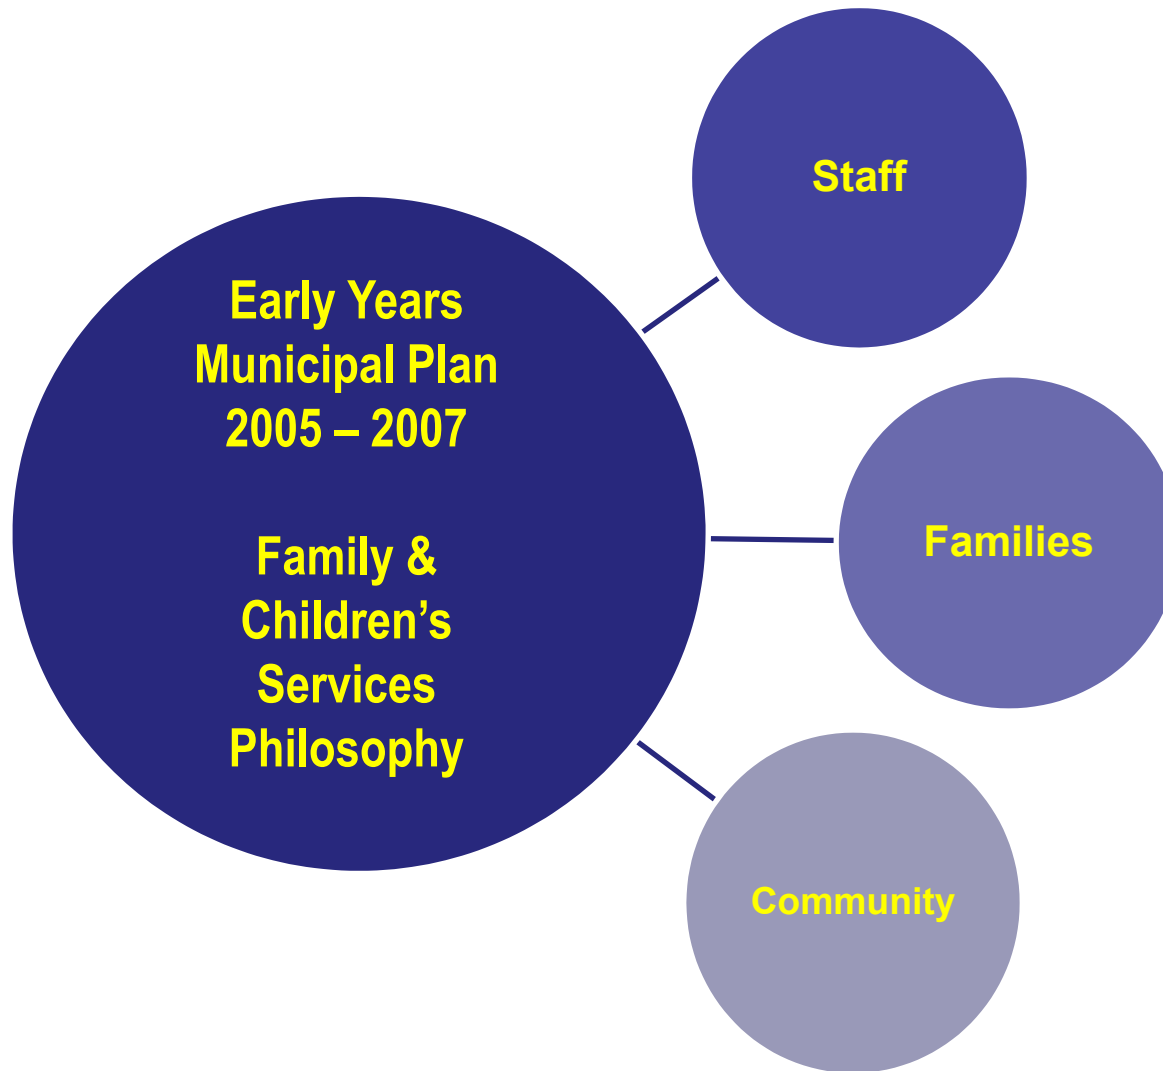 Early Years
Municipal Plan
2005 – 2007
Family &
Children’s
Services
Philosophy
Staff
Families
Community